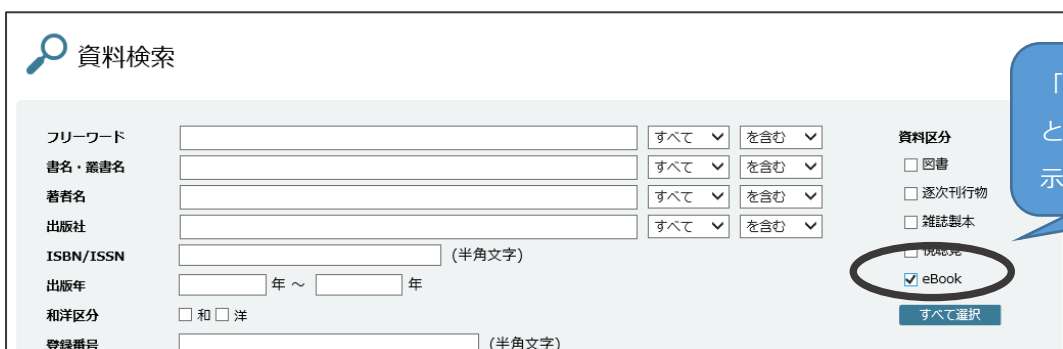 資料検索
フリーワード すべて を含む
書名・叢書名 すべて を含む
著者名 すべて を含む
出版社 すべて を含む
ISBN/ISSN (半角文字)
出版年 年 ~ 年
和洋区分 和 洋
登録番号 (半角文字)
資料区分
図書
逐次刊行物
雑誌製本
視聴覚
eBook
すべて選択
「
と
示